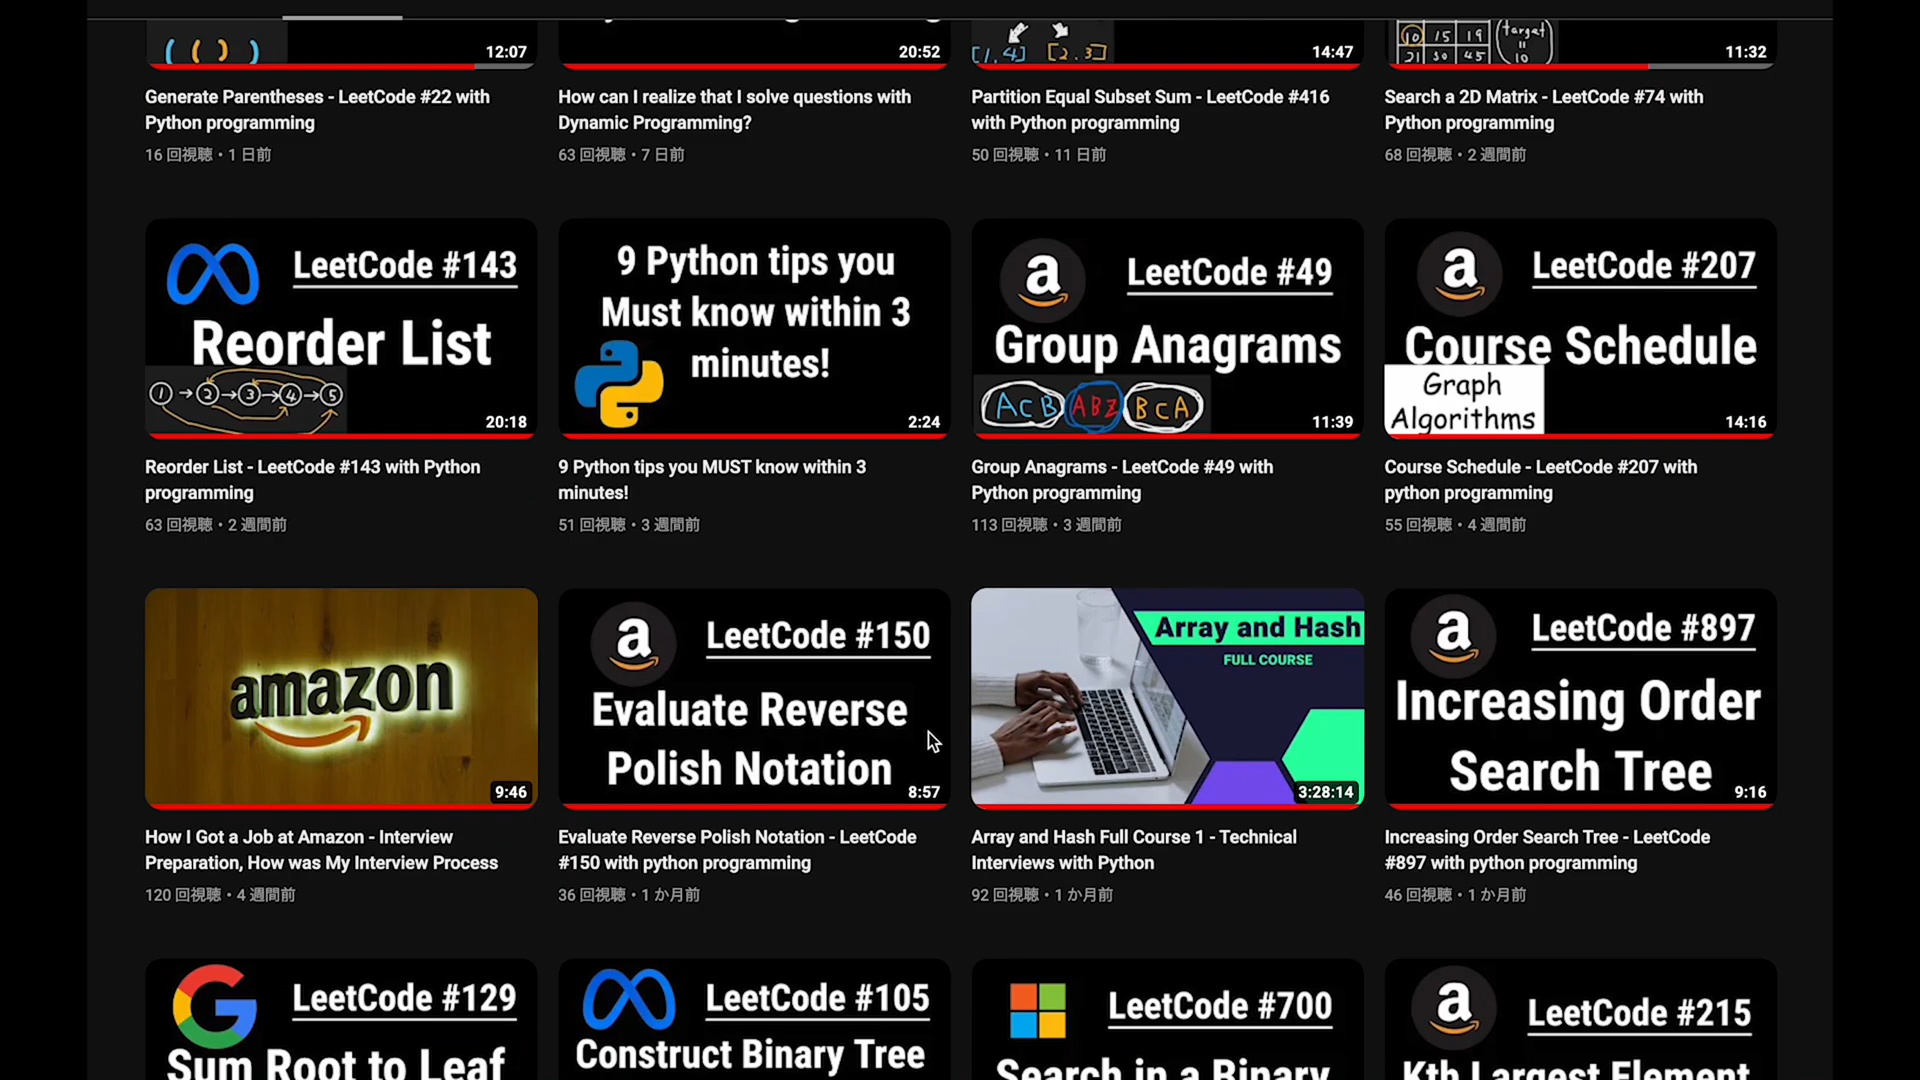 ( ( ) )
12:07
20:52
[1,4] [2.3]
14:47
10 15 19
21 30 45
(target
=
10
11:32
Generate Parentheses - LeetCode #22 with
Python programming
16 回視聴・1 日前
How can I realize that I solve questions with
Dynamic Programming?
63 回視聴・7 日前
Partition Equal Subset Sum - LeetCode #416
with Python programming
50 回視聴・11 日前
Search a 2D Matrix - LeetCode #74 with
Python programming
68 回視聴・2 週間前
LeetCode #143
Reorder List
1→2→3→4→5
20:18
9 Python tips you
Must know within 3
minutes!
2:24
LeetCode #49
Group Anagrams
ACB ABZ BCA
11:39
LeetCode #207
Course Schedule
Graph
Algorithms
14:16
Reorder List - LeetCode #143 with Python
programming
63 回視聴・2 週間前
9 Python tips you MUST know within 3
minutes!
51 回視聴・3 週間前
Group Anagrams - LeetCode #49 with
Python programming
113 回視聴・3 週間前
Course Schedule - LeetCode #207 with
python programming
55 回視聴・4 週間前
amazon
9:46
LeetCode #150
Evaluate Reverse
Polish Notation
8:57
Array and Hash
FULL COURSE
3:28:14
LeetCode #897
Increasing Order
Search Tree
9:16
How I Got a Job at Amazon - Interview
Preparation, How was My Interview Process
120 回視聴・4 週間前
Evaluate Reverse Polish Notation - LeetCode
#150 with python programming
36 回視聴・1 か月前
Array and Hash Full Course 1 - Technical
Interviews with Python
92 回視聴・1 か月前
Increasing Order Search Tree - LeetCode
#897 with python programming
46 回視聴・1 か月前
LeetCode #129
Sum Root to Leaf
LeetCode #105
Construct Binary Tree
LeetCode #700
Search in a Binary
LeetCode #215
Kth Largest Element